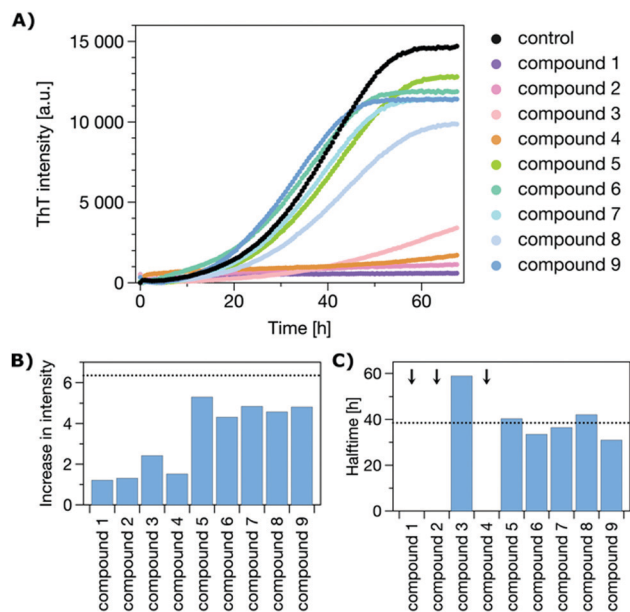 A)
ThT intensity [a.u.]
15 000
10 000
5 000
0
0
20
40
60
Time [h]
control
compound 1
compound 2
compound 3
compound 4
compound 5
compound 6
compound 7
compound 8
compound 9
B)
Increase in intensity
6
4
2
0
compound 1
compound 2
compound 3
compound 4
compound 5
compound 6
compound 7
compound 8
compound 9
C)
Halftime [h]
60
40
20
0
compound 1
compound 2
compound 3
compound 4
compound 5
compound 6
compound 7
compound 8
compound 9